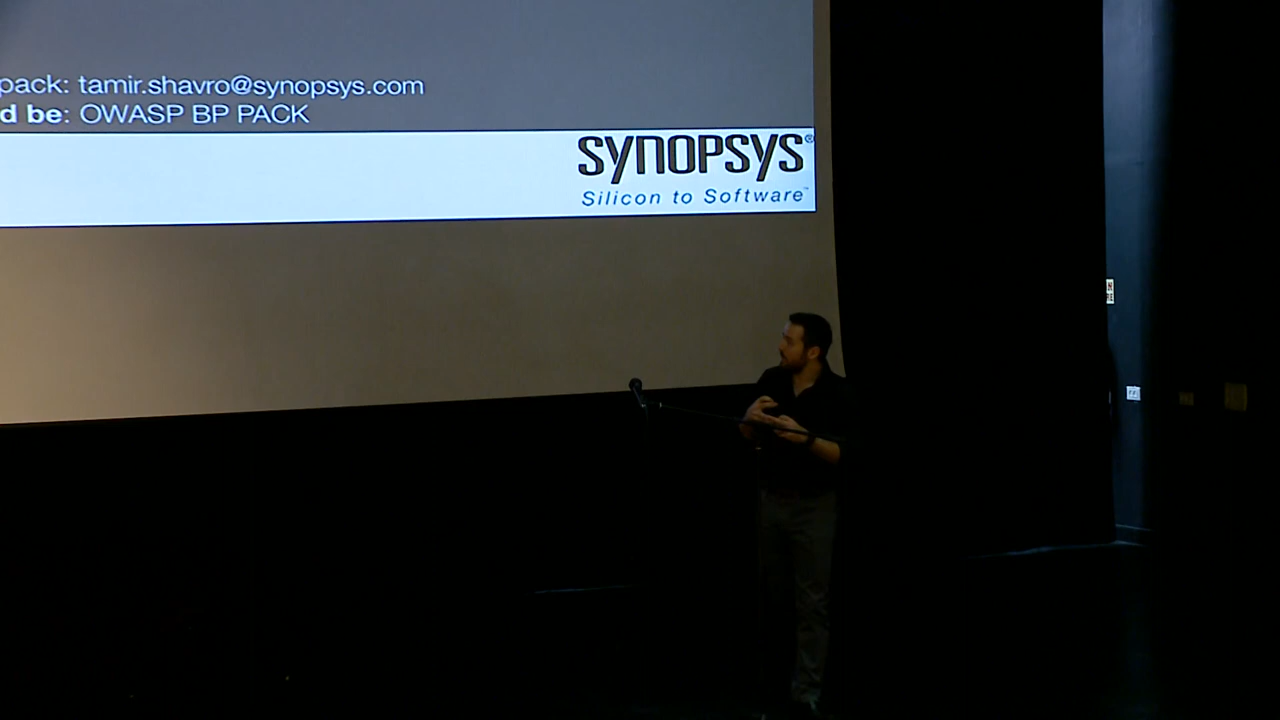 pack: tamir.shavro@synopsys.com
d be: OWASP BP PACK
SYNOPSYS®
Silicon to Software™